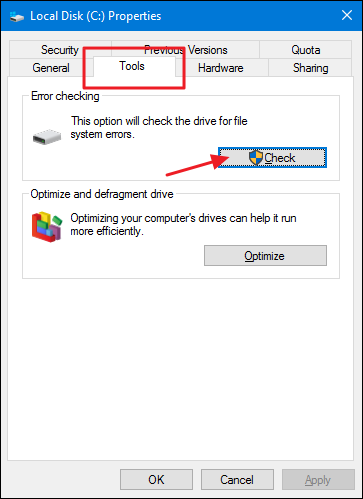 Local Disk (C:) Properties
Security Previous Versions Quota
General Tools Hardware Sharing
Error checking
This option will check the drive for file
system errors.
Check
Optimize and defragment drive
Optimizing your computer's drives can help it run
more efficiently.
Optimize
OK Cancel Apply